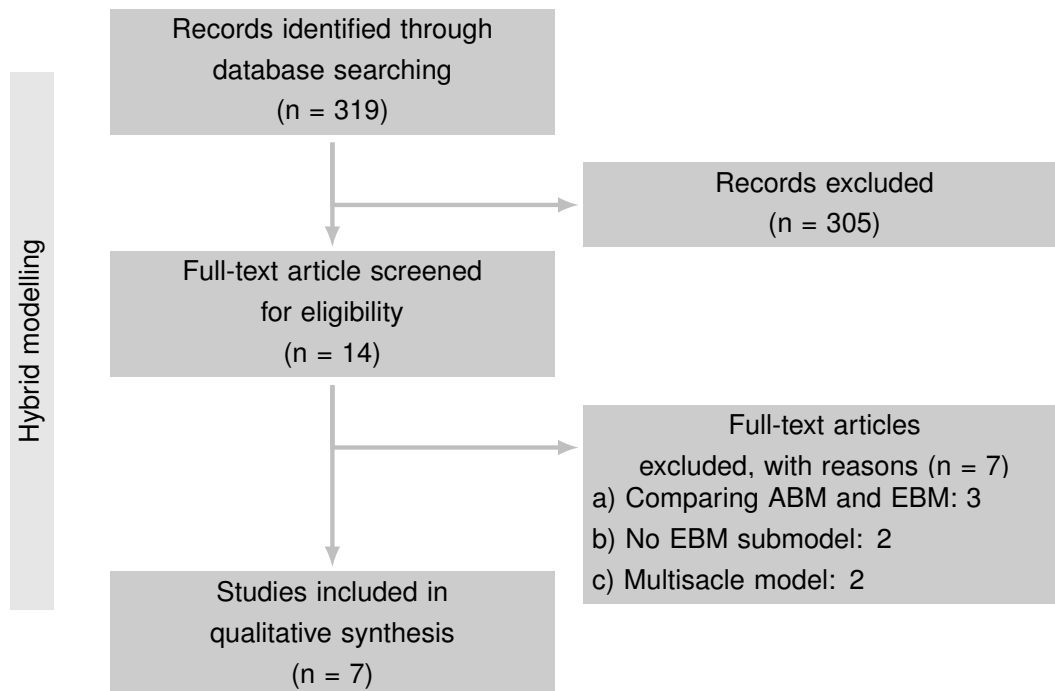 Hybrid modelling
Records identified through
database searching
(n = 319)
Records excluded
(n = 305)
Full-text article screened
for eligibility
(n = 14)
Full-text articles
excluded, with reasons (n = 7)
a) Comparing ABM and EBM: 3
b) No EBM submodel: 2
c) Multisacle model: 2
Studies included in
qualitative synthesis
(n = 7)